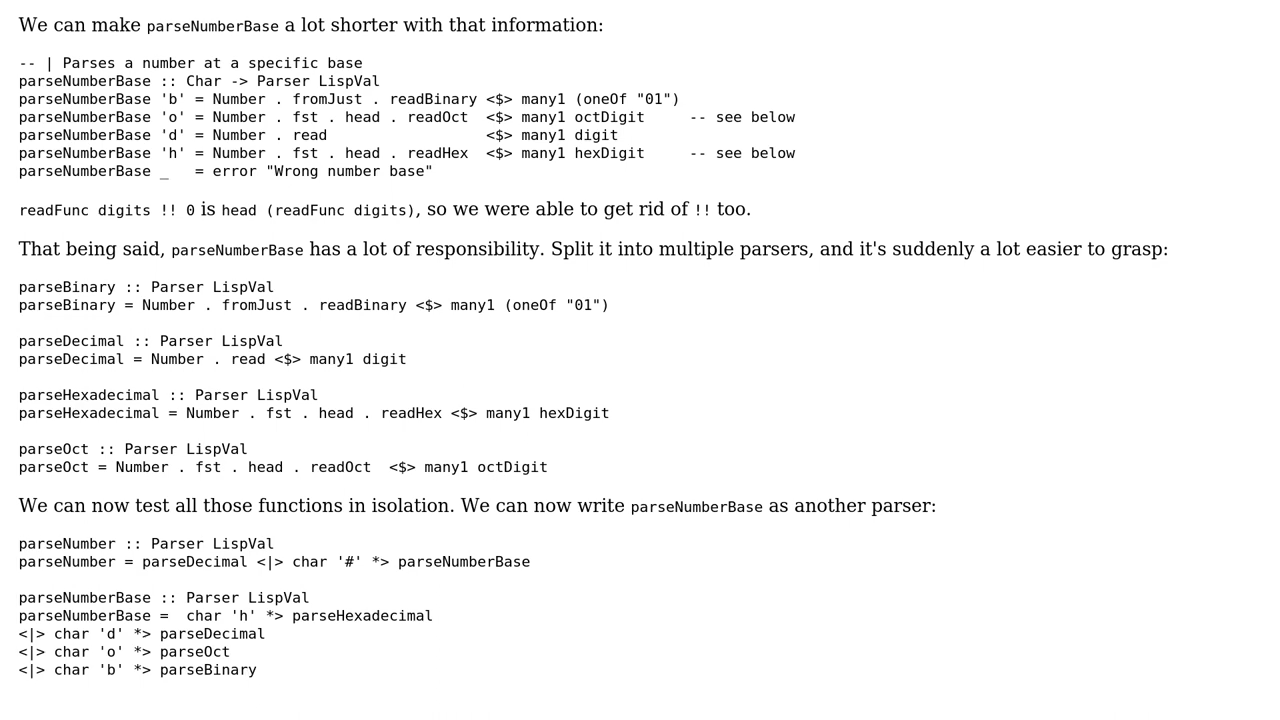 We can make parseNumberBase a lot shorter with that information:
-- | Parses a number at a specific base
parseNumberBase :: Char -> Parser LispVal
parseNumberBase 'b' = Number . fromJust . readBinary <$> many1 (oneOf "01")
parseNumberBase 'o' = Number . fst . head . readOct  <$> many1 octDigit     -- see below
parseNumberBase 'd' = Number . read                  <$> many1 digit
parseNumberBase 'h' = Number . fst . head . readHex  <$> many1 hexDigit     -- see below
parseNumberBase _   = error "Wrong number base"
readFunc digits !! 0 is head (readFunc digits), so we were able to get rid of !! too.
That being said, parseNumberBase has a lot of responsibility. Split it into multiple parsers, and it's suddenly a lot easier to grasp:
parseBinary :: Parser LispVal
parseBinary = Number . fromJust . readBinary <$> many1 (oneOf "01")
parseDecimal :: Parser LispVal
parseDecimal = Number . read <$> many1 digit
parseHexadecimal :: Parser LispVal
parseHexadecimal = Number . fst . head . readHex <$> many1 hexDigit
parseOct :: Parser LispVal
parseOct = Number . fst . head . readOct  <$> many1 octDigit
We can now test all those functions in isolation. We can now write parseNumberBase as another parser:
parseNumber :: Parser LispVal
parseNumber = parseDecimal <|> char '#' *> parseNumberBase
parseNumberBase :: Parser LispVal
parseNumberBase =  char 'h' *> parseHexadecimal
<|> char 'd' *> parseDecimal
<|> char 'o' *> parseOct
<|> char 'b' *> parseBinary